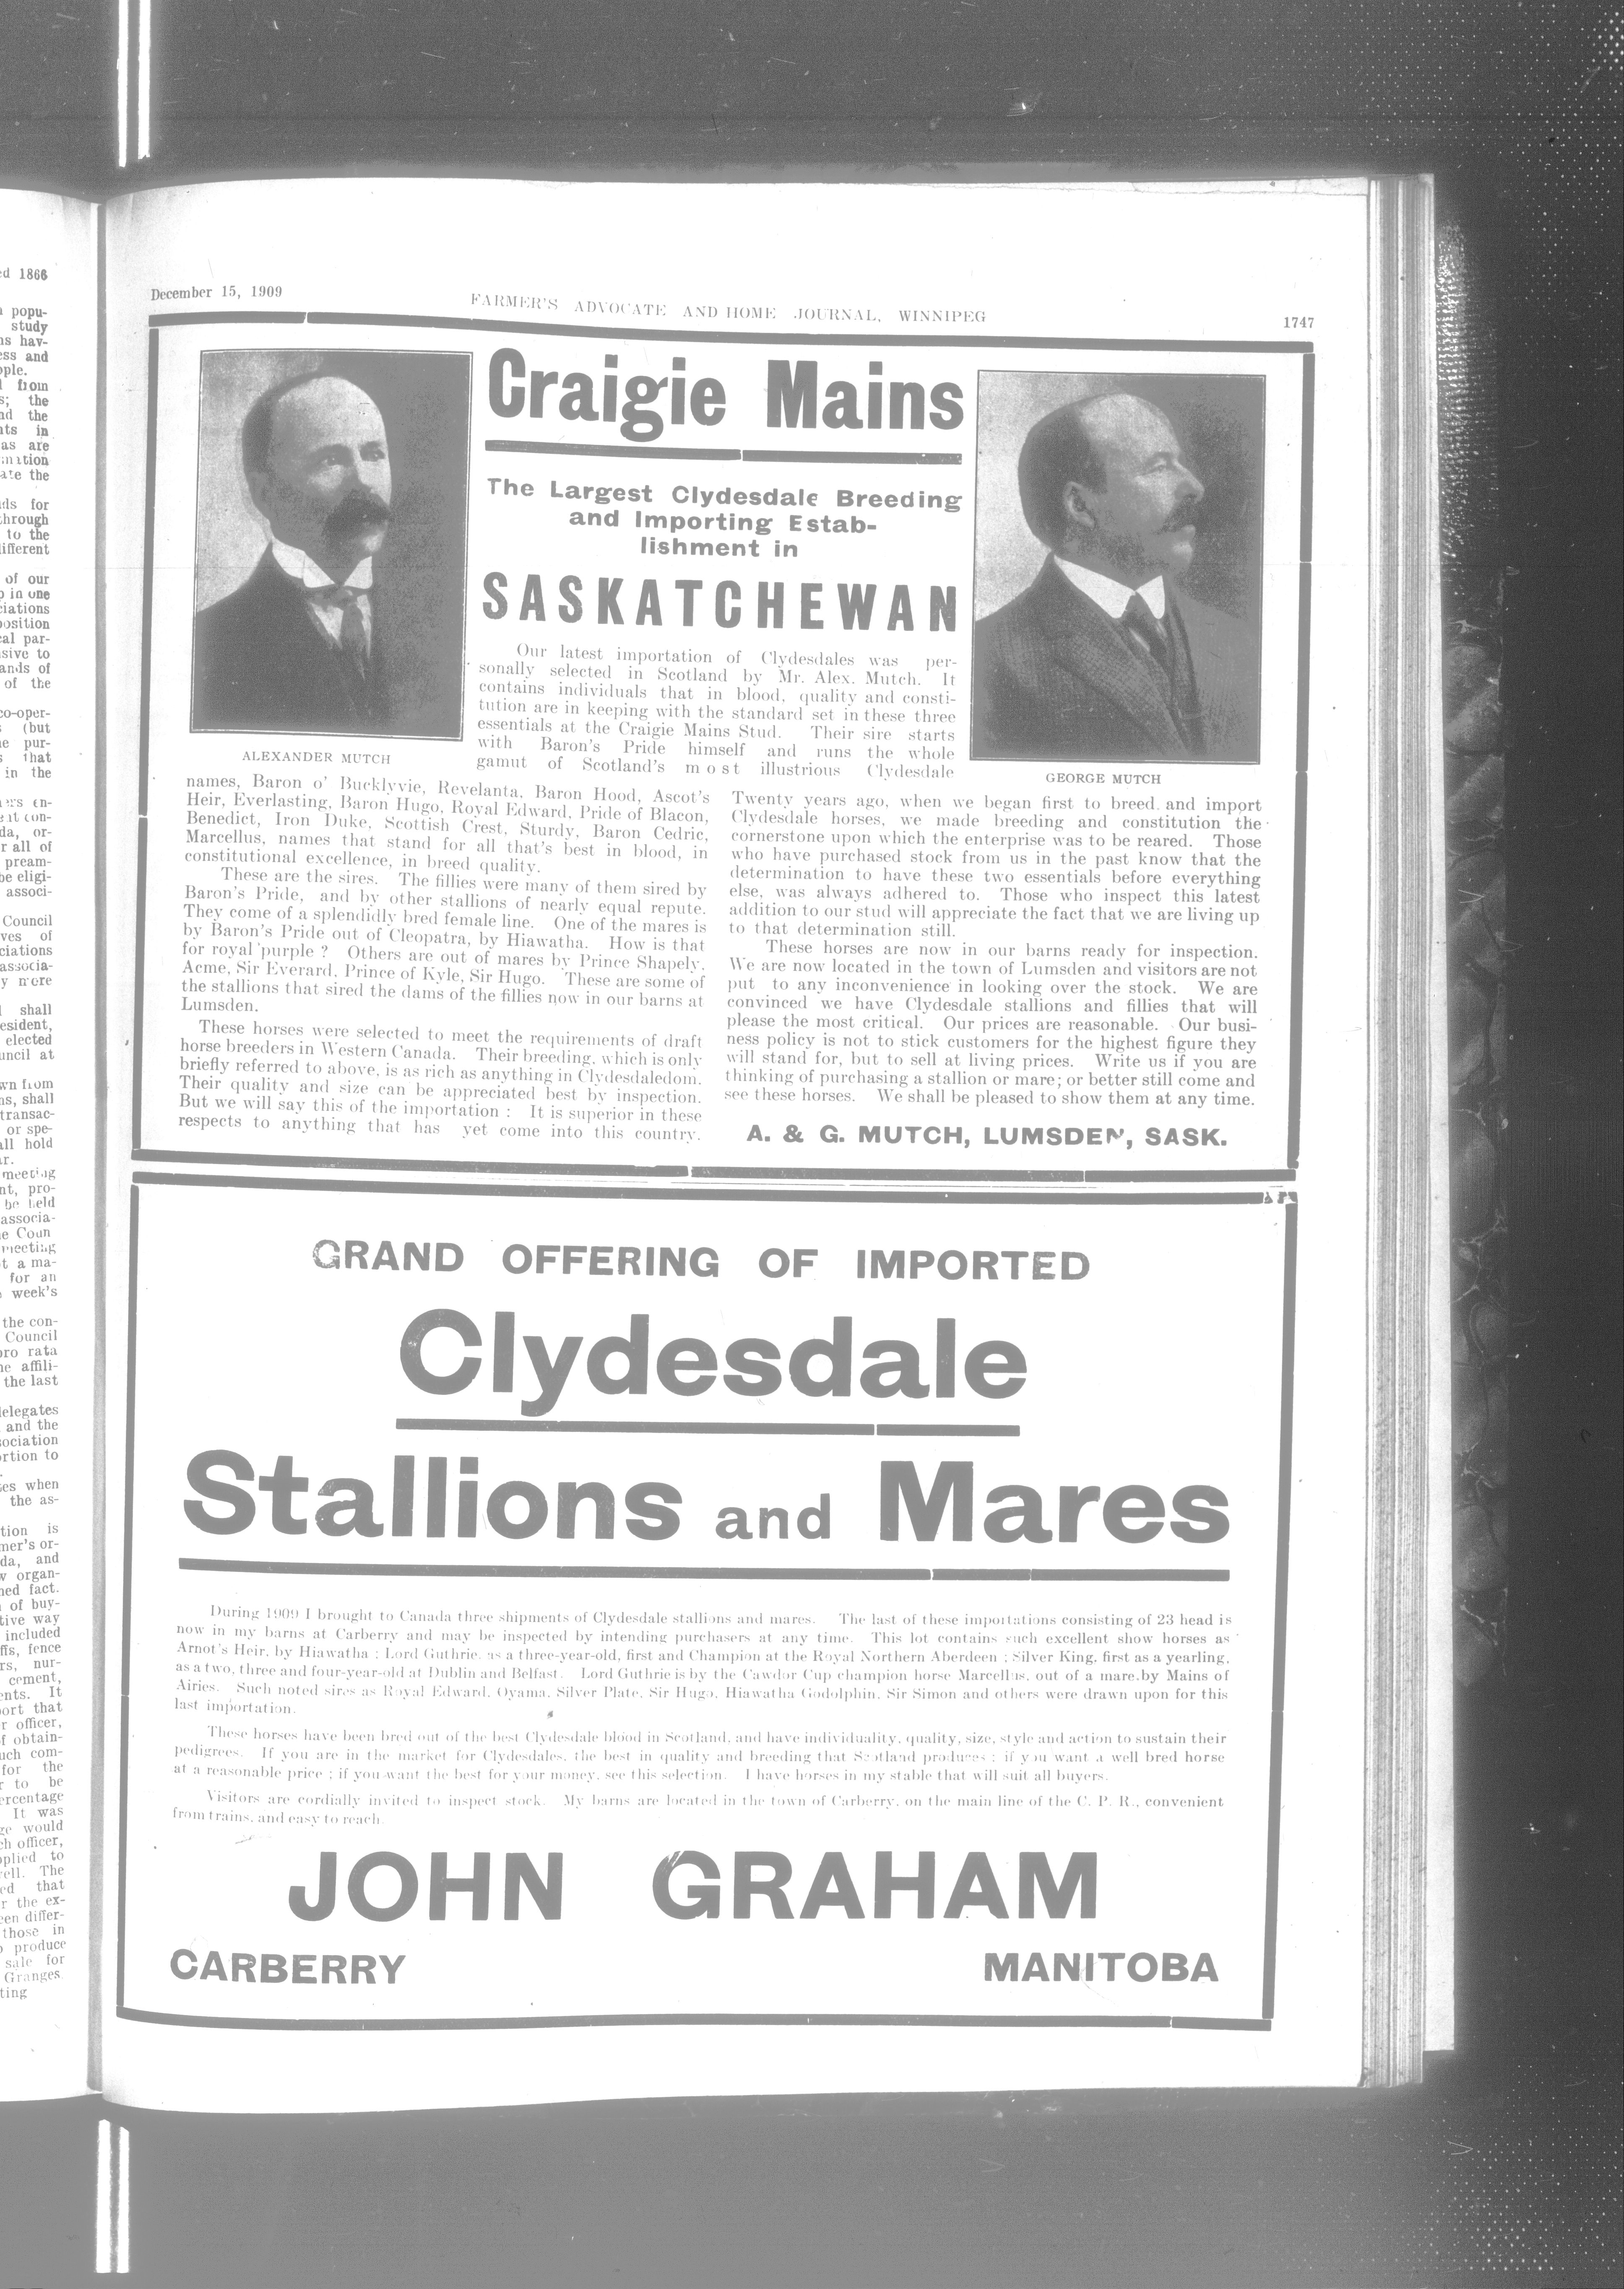 December 15, 1909
FARMER'S ADVOCATE AND HOME JOURNAL, WINNIPEG
1747
Craigie Mains
The Largest Clydesdale Breeding
and Importing Estab-
lishment in
SASKATCHEWAN
Our latest importation of Clydesdales was per-
sonally selected in Scotland by Mr. Alex. Mutch. It
contains individuals that in blood, quality and consti-
tution are in keeping with the standard set in these three
essentials at the Craigie Mains Stud. Their sire starts
with Baron's Pride himself and runs the whole
gamut of Scotland's most illustrious Clydesdale
ALEXANDER MUTCH
GEORGE MUTCH
names, Baron o' Bucklyvie, Revelanta, Baron Hood, Ascot's
Heir, Everlasting, Baron Hugo, Royal Edward, Pride of Blacon,
Benedict, Iron Duke, Scottish Crest, Sturdy, Baron Cedric,
Marcellus, names that stand for all that's best in blood, in
constitutional excellence, in breed quality.
These are the sires. The fillies were many of them sired by
Baron's Pride, and by other stallions of nearly equal repute.
They come of a splendidly bred female line. One of the mares is
by Baron's Pride out of Cleopatra, by Hiawatha. How is that
for royal purple ? Others are out of mares by Prince Shapely,
Acme, Sir Everard, Prince of Kyle, Sir Hugo. These are some of
the stallions that sired the dams of the fillies now in our barns at
Lumsden.
These horses were selected to meet the requirements of draft
horse breeders in Western Canada. Their breeding, which is only
briefly referred to above, is as rich as anything in Clydesdaledom.
Their quality and size can be appreciated best by inspection.
But we will say this of the importation : It is superior in these
respects to anything that has yet come into this country.
Twenty years ago, when we began first to breed and import
Clydesdale horses, we made breeding and constitution the
cornerstone upon which the enterprise was to be reared. Those
who have purchased stock from us in the past know that the
determination to have these two essentials before everything
else, was always adhered to. Those who inspect this latest
addition to our stud will appreciate the fact that we are living up
to that determination still.
These horses are now in our barns ready for inspection.
We are now located in the town of Lumsden and visitors are not
put to any inconvenience in looking over the stock. We are
convinced we have Clydesdale stallions and fillies that will
please the most critical. Our prices are reasonable. Our busi-
ness policy is not to stick customers for the highest figure they
will stand for, but to sell at living prices. Write us if you are
thinking of purchasing a stallion or mare; or better still come and
see these horses. We shall be pleased to show them at any time.
A. & G. MUTCH, LUMSDEN, SASK.
GRAND OFFERING OF IMPORTED
Clydesdale
Stallions and Mares
During 1909 I brought to Canada three shipments of Clydesdale stallions and mares. The last of these importations consisting of 23 head is
now in my barns at Carberry and may be inspected by intending purchasers at any time. This lot contains such excellent show horses as
Arnot's Heir, by Hiawatha ; Lord Guthrie, as a three-year-old, first and Champion at the Royal Northern Aberdeen ; Silver King, first as a yearling,
as a two, three and four-year-old at Dublin and Belfast. Lord Guthrie is by the Cawdor Cup champion horse Marcellus, out of a mare by Mains of
Airies. Such noted sires as Royal Edward, Oyama, Silver Plate, Sir Hugo, Hiawatha Godolphin, Sir Simon and others were drawn upon for this
last importation.
These horses have been bred out of the best Clydesdale blood in Scotland, and have individuality, quality, size, style and action to sustain their
pedigrees. If you are in the market for Clydesdales, the best in quality and breeding that Scotland produces ; if you want a well bred horse
at a reasonable price ; if you want the best for your money, see this selection. I have horses in my stable that will suit all buyers.
Visitors are cordially invited to inspect stock. My barns are located in the town of Carberry, on the main line of the C. P. R., convenient
from trains, and easy to reach.
JOHN GRAHAM
CARBERRY MANITOBA